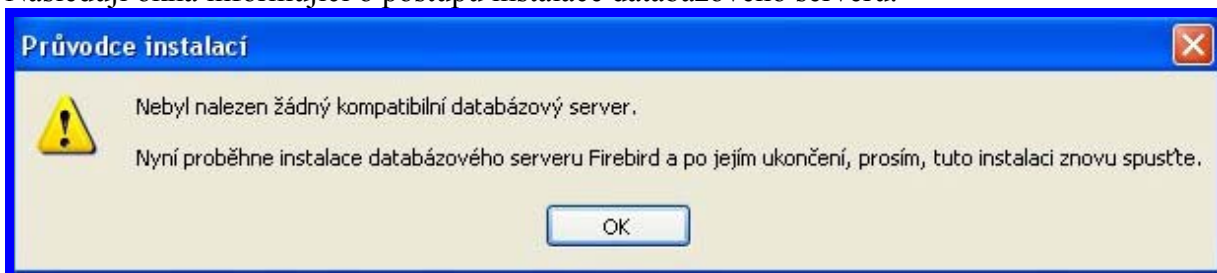 Následují okna informující o postupu instalace databázového serveru.
Průvodce instalací
Nebyl nalezen žádný kompatibilní databázový server.
Nyní proběhne instalace databázového serveru Firebird a po jejím ukončení, prosím, tuto instalaci znovu spusťte.
OK